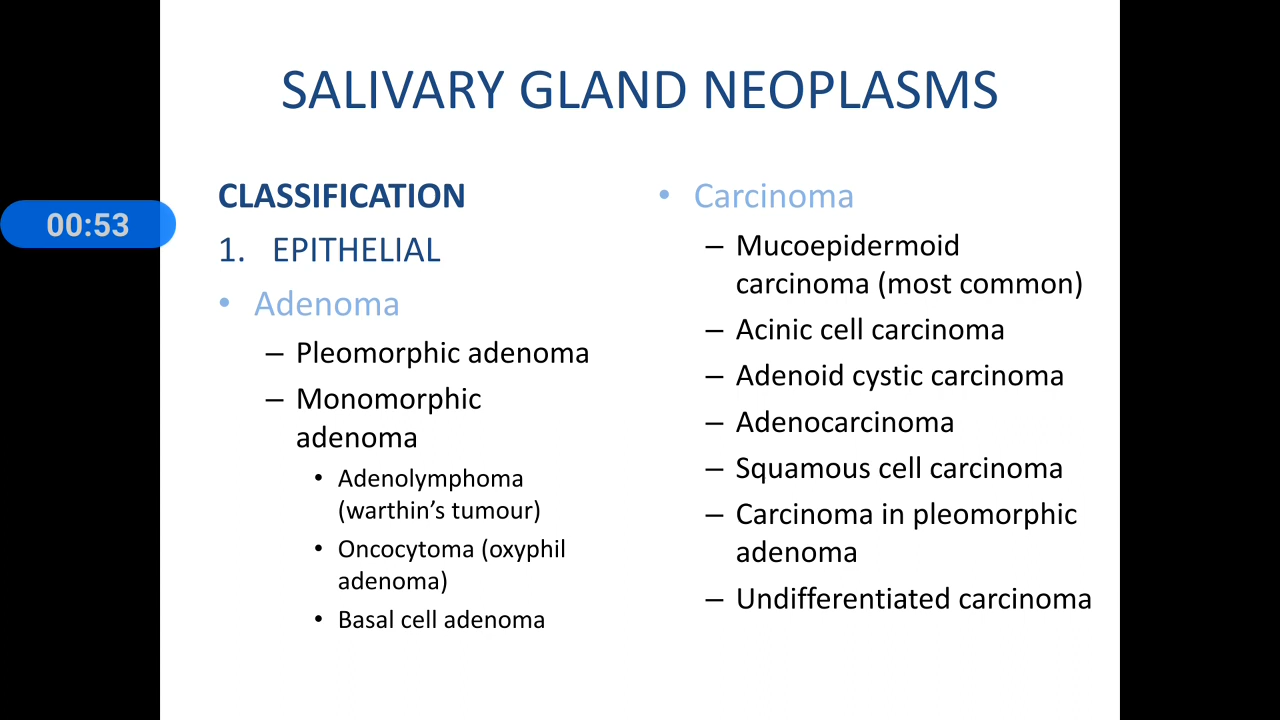 SALIVARY GLAND NEOPLASMS
00:53
CLASSIFICATION
1. EPITHELIAL
• Adenoma
– Pleomorphic adenoma
– Monomorphic
adenoma
• Adenolymphoma
(warthin’s tumour)
• Oncocytoma (oxyphil
adenoma)
• Basal cell adenoma
• Carcinoma
– Mucoepidermoid
carcinoma (most common)
– Acinic cell carcinoma
– Adenoid cystic carcinoma
– Adenocarcinoma
– Squamous cell carcinoma
– Carcinoma in pleomorphic
adenoma
– Undifferentiated carcinoma